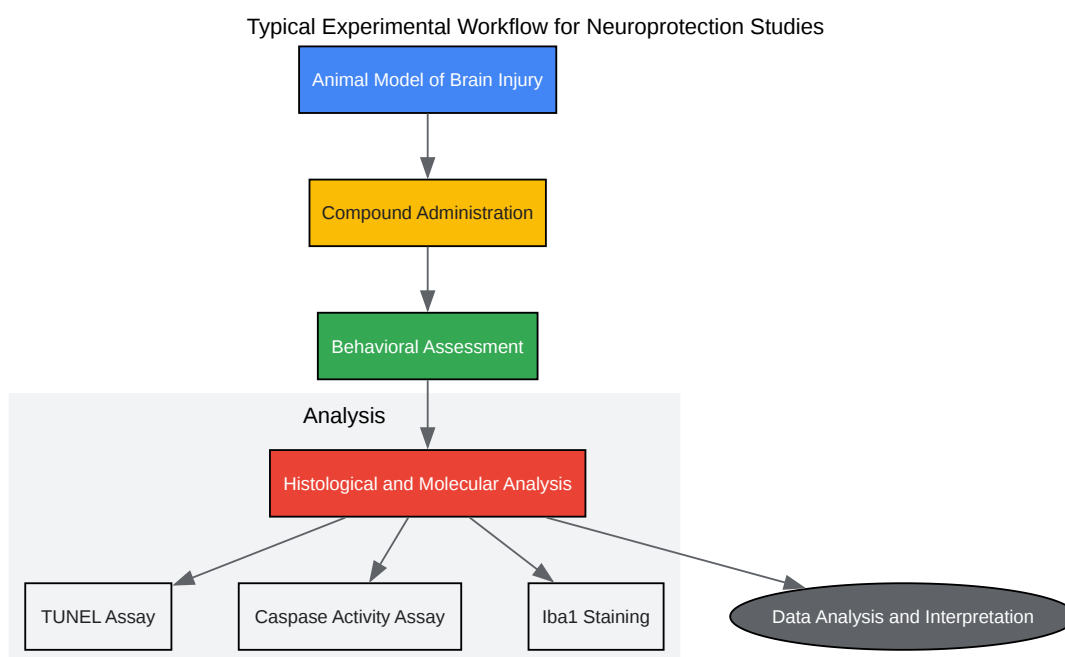 Typical Experimental Workflow for Neuroprotection Studies
Animal Model of Brain Injury
Compound Administration
Behavioral Assessment
Analysis
Histological and Molecular Analysis
TUNEL Assay
Caspase Activity Assay
Iba1 Staining
Data Analysis and Interpretation